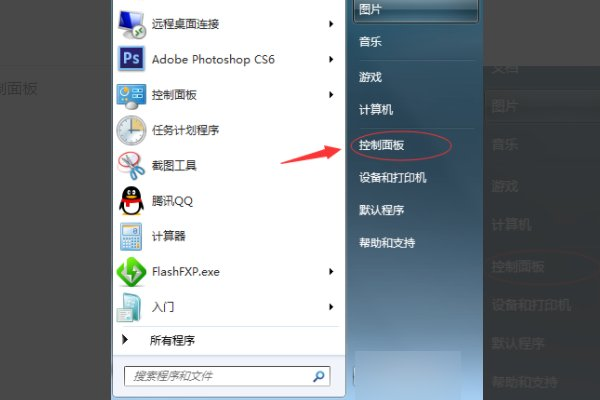 远程桌面连接
Adobe Photoshop CS6
控制面板
任务计划程序
截图工具
腾讯QQ
计算器
FlashFXP.exe
入门
所有程序
搜索程序和文件
图片
音乐
游戏
计算机
控制面板
设备和打印机
默认程序
帮助和支持
制面板
图片
音乐
游戏
计算机
控制面板
设备和打印机
默认程序
帮助和支持